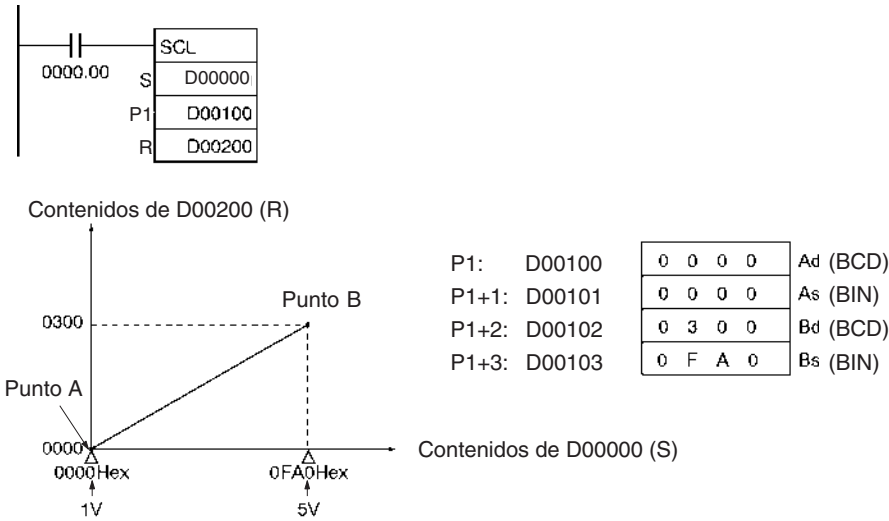 SCL
0000.00
S D00000
P1 D00100
R D00200
Contenidos de D00200 (R)
P1: D00100 0 0 0 0 Ad (BCD)
P1+1: D00101 0 0 0 0 As (BIN)
P1+2: D00102 0 3 0 0 Bd (BCD)
P1+3: D00103 0 F A 0 Bs (BIN)
Punto B
0300
Punto A
0000
Contenidos de D00000 (S)
0000Hex 0FA0Hex
1V 5V